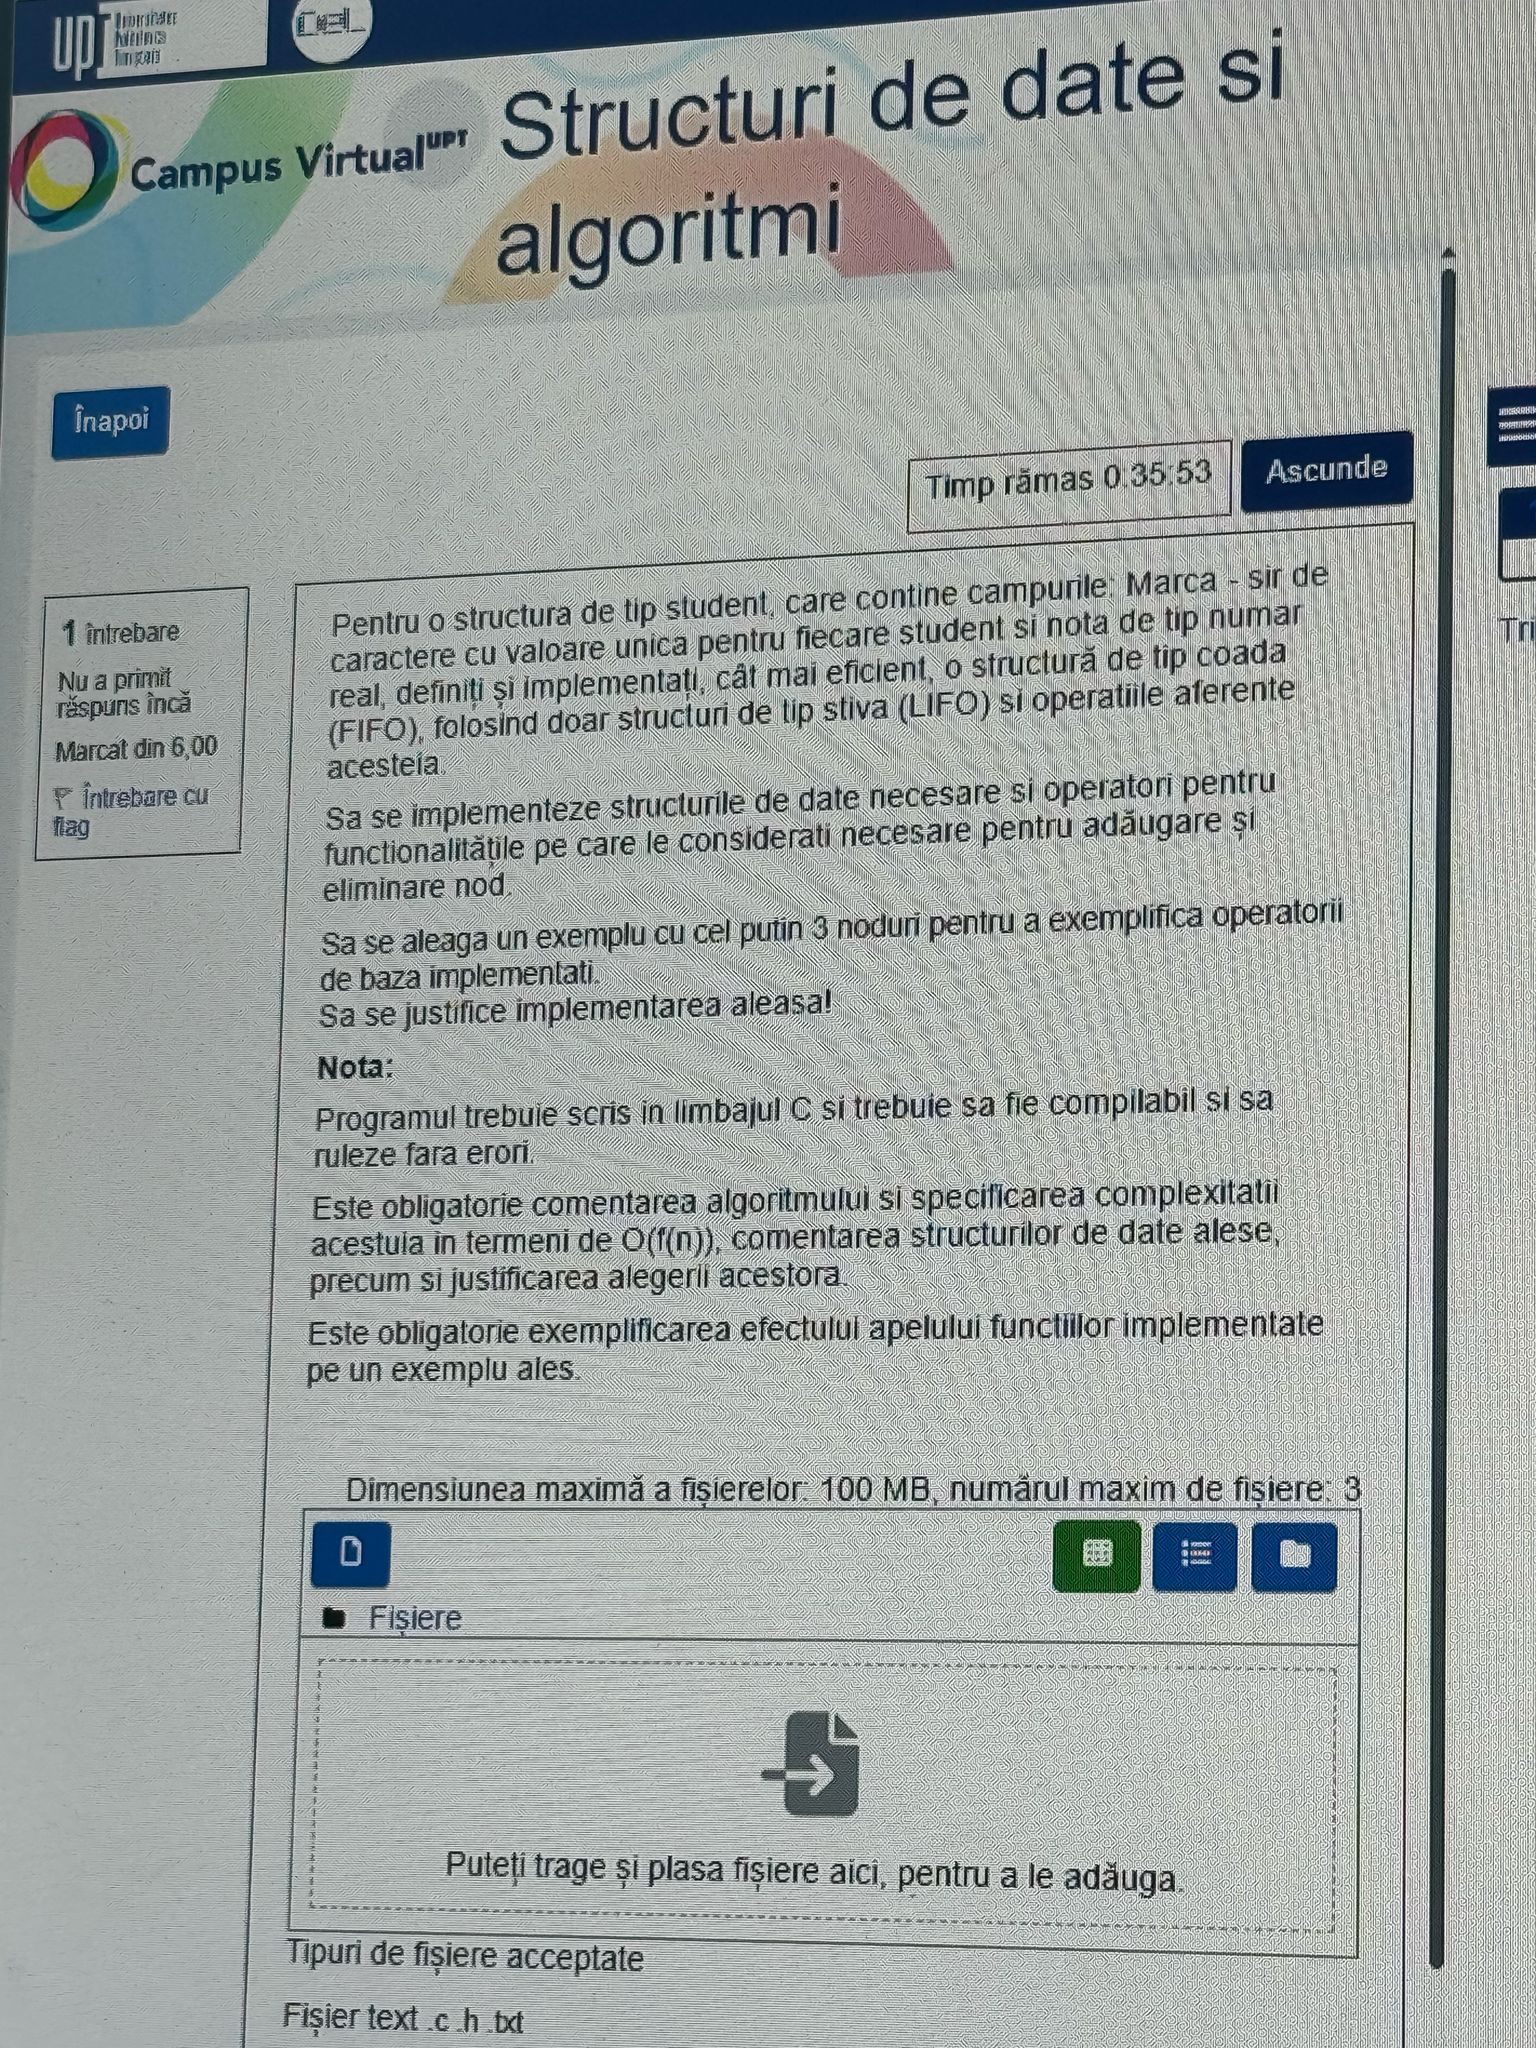 UPT
Campus Virtual UPT
Structuri de date si
algoritmi
Înapoi
Timp rămas 0:35:53
Ascunde
1 întrebare
Nu a primit
răspuns încă
Marcat din 6,00
Întrebare cu
flag
Pentru o structura de tip student, care contine campurile: Marca - sir de
caractere cu valoare unica pentru fiecare student si nota de tip numar
real, definiți și implementați, cât mai eficient, o structură de tip coada
(FIFO), folosind doar structuri de tip stiva (LIFO) si operatiile aferente
acesteia.
Sa se implementeze structurile de date necesare si operatori pentru
functionalitățile pe care le considerati necesare pentru adăugare și
eliminare nod.
Sa se aleaga un exemplu cu cel putin 3 noduri pentru a exemplifica operatorii
de baza implementati.
Sa se justifice implementarea aleasa!
Nota:
Programul trebuie scris in limbajul C si trebuie sa fie compilabil si sa
ruleze fara erori.
Este obligatorie comentarea algoritmului si specificarea complexitatii
acestuia in termeni de O(f(n)), comentarea structurilor de date alese,
precum si justificarea alegerii acestora.
Este obligatorie exemplificarea efectului apelului functiilor implementate
pe un exemplu ales.
Dimensiunea maximă a fișierelor: 100 MB, numărul maxim de fișiere: 3
Fișiere
Puteți trage și plasa fișiere aici, pentru a le adăuga.
Tipuri de fișiere acceptate
Fișier text .c .h .txt